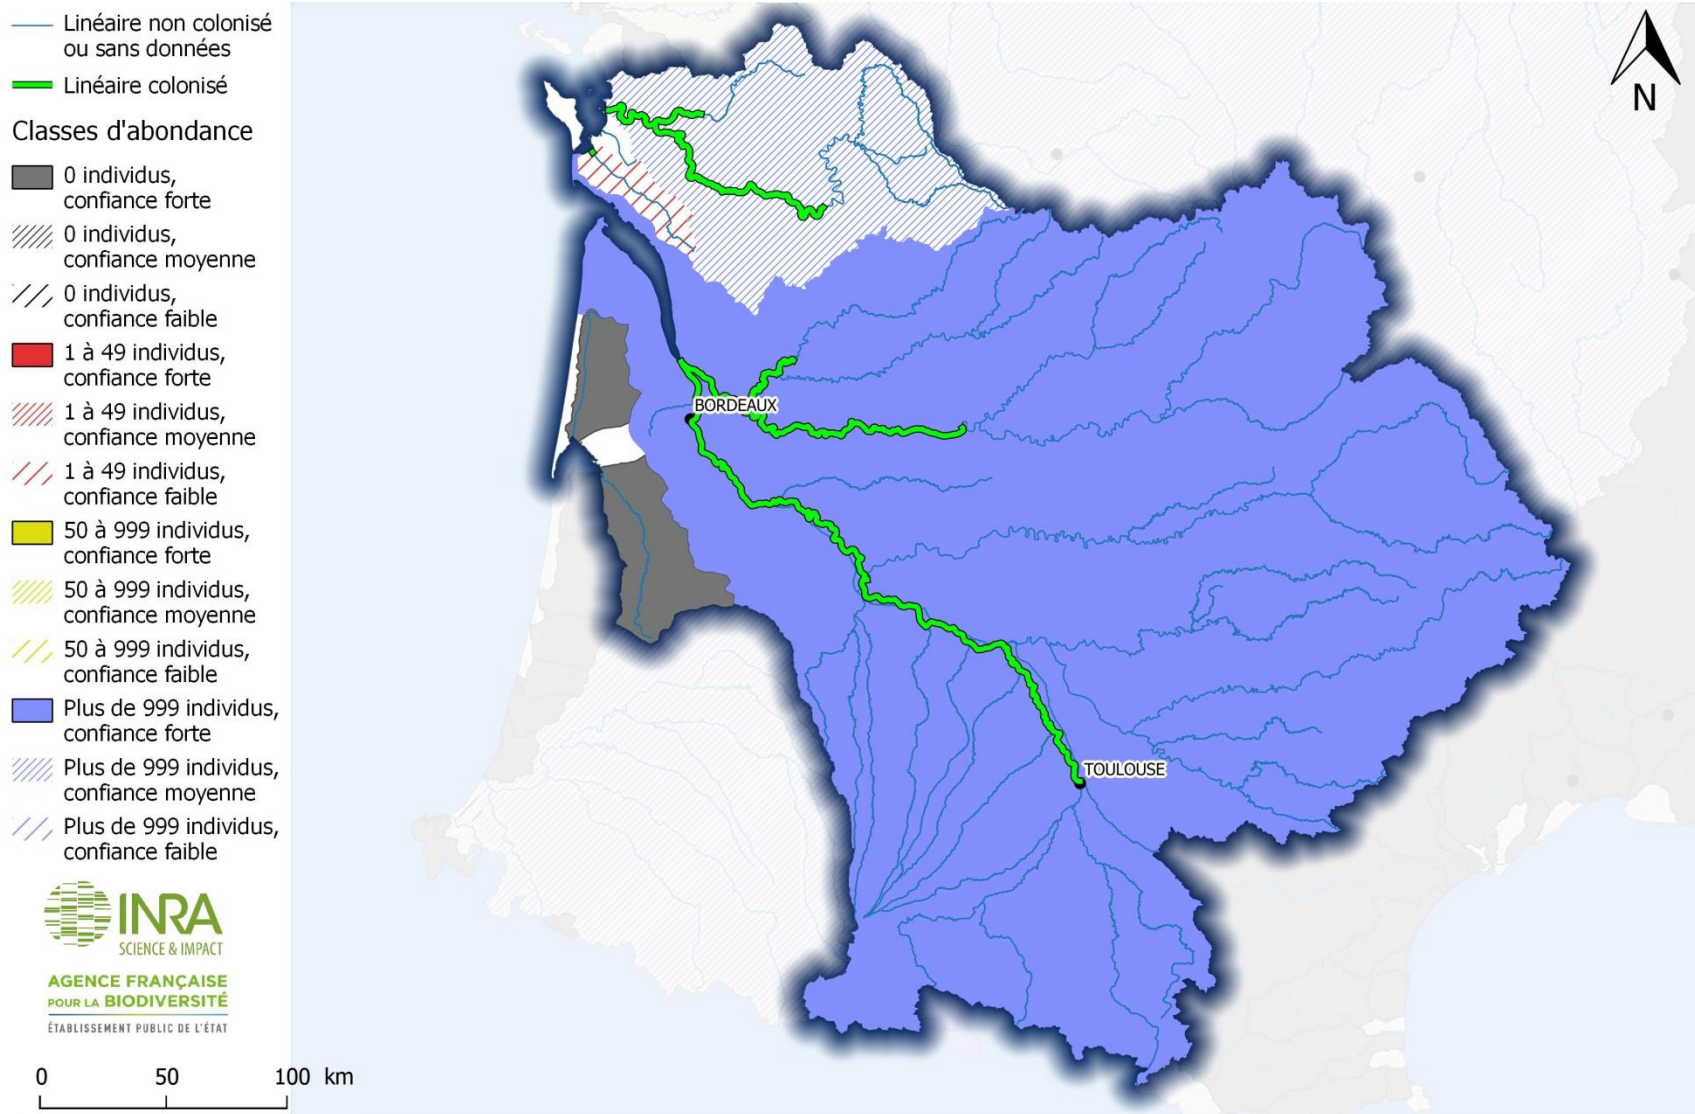 Linéaire non colonisé
ou sans données
Linéaire colonisé
Classes d'abondance
0 individus,
confiance forte
0 individus,
confiance moyenne
0 individus,
confiance faible
1 à 49 individus,
confiance forte
1 à 49 individus,
confiance moyenne
1 à 49 individus,
confiance faible
50 à 999 individus,
confiance forte
50 à 999 individus,
confiance moyenne
50 à 999 individus,
confiance faible
Plus de 999 individus,
confiance forte
Plus de 999 individus,
confiance moyenne
Plus de 999 individus,
confiance faible
INRA
SCIENCE & IMPACT
AGENCE FRANÇAISE
POUR LA BIODIVERSITÉ
ÉTABLISSEMENT PUBLIC DE L'ÉTAT
0 50 100 km
N
BORDEAUX
TOULOUSE